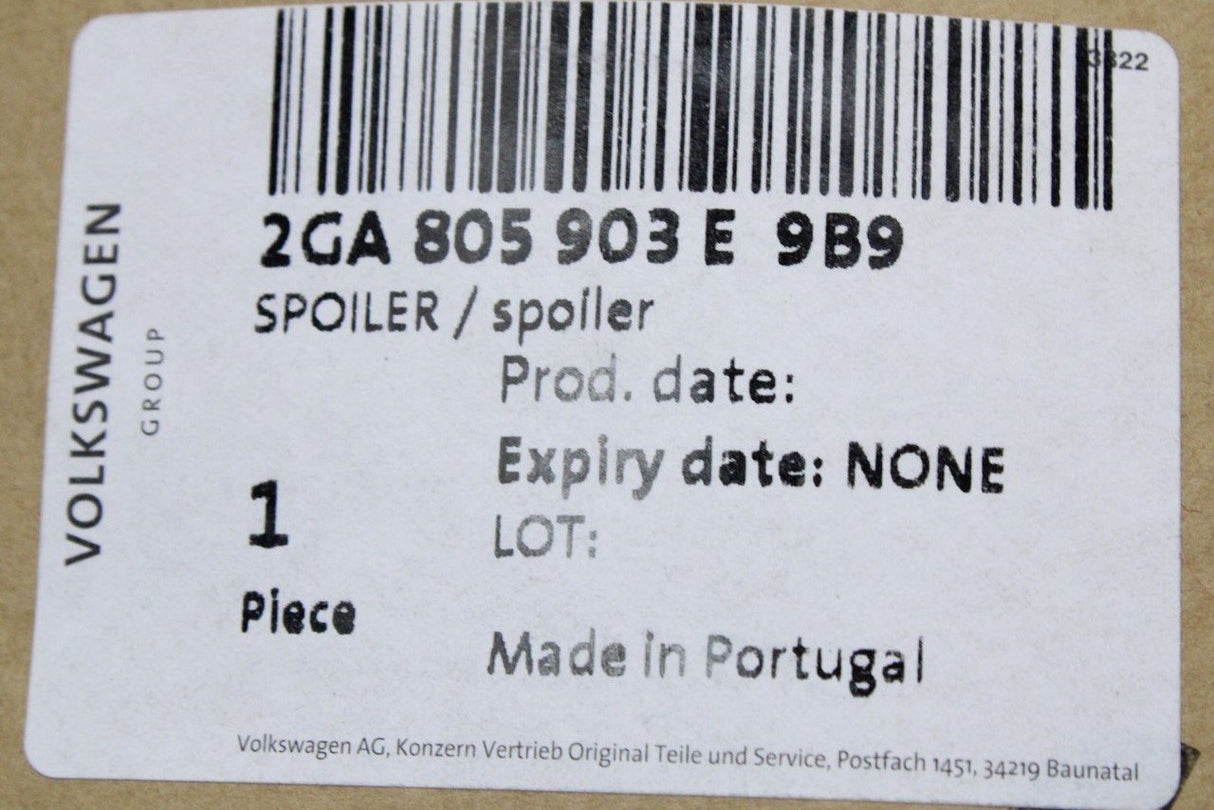 2GA 805 903 E 9B9
SPOILER / spoiler
Prod. date:
Expiry date: NONE
LOT:
1
Piece
Made in Portugal
Volkswagen AG, Konzern Vertrieb Original Teile und Service, Postfach 1451, 34219 Baunatal
VOLKSWAGEN
GROUP